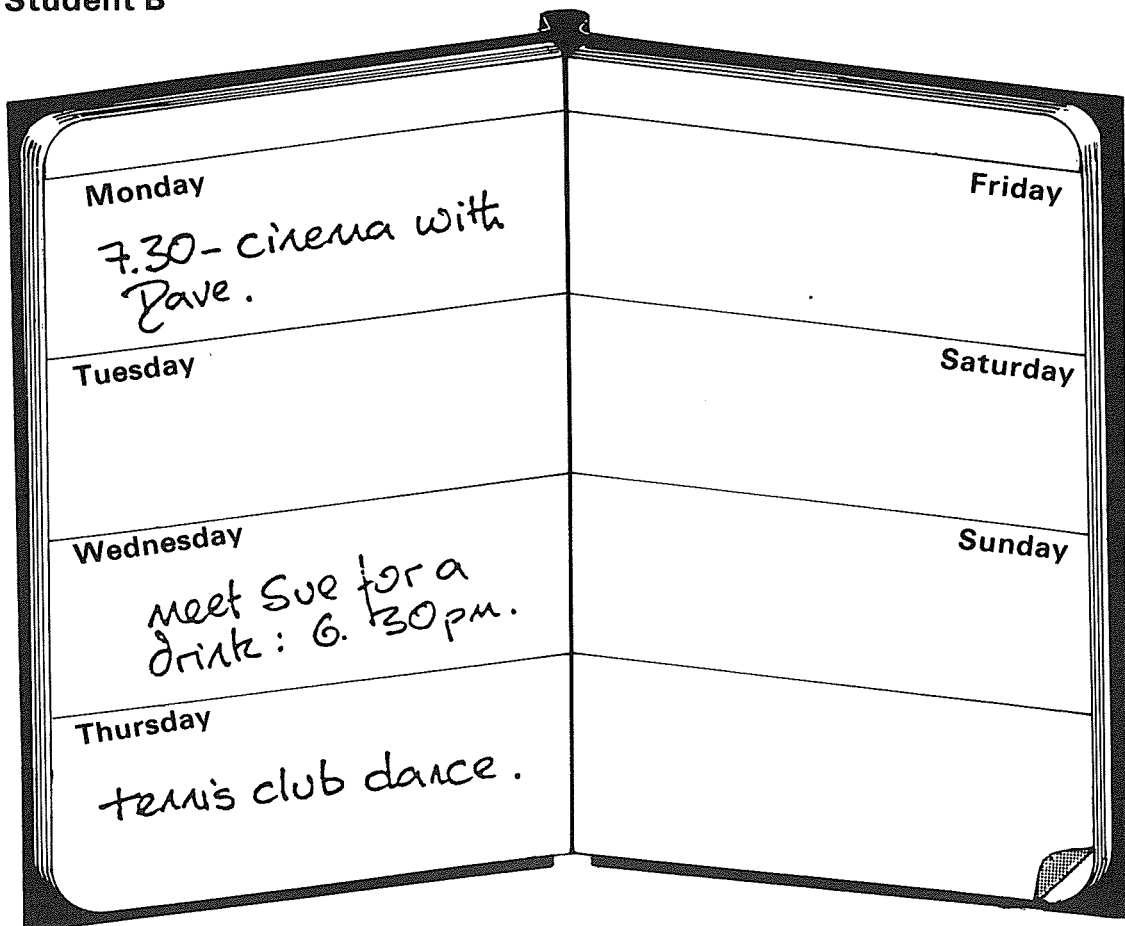 Student B
Monday
7.30 - cinema with
Dave.
Tuesday
Wednesday
meet Sue for a
drink: 6.30pm.
Thursday
tennis club dance.
Friday
Saturday
Sunday